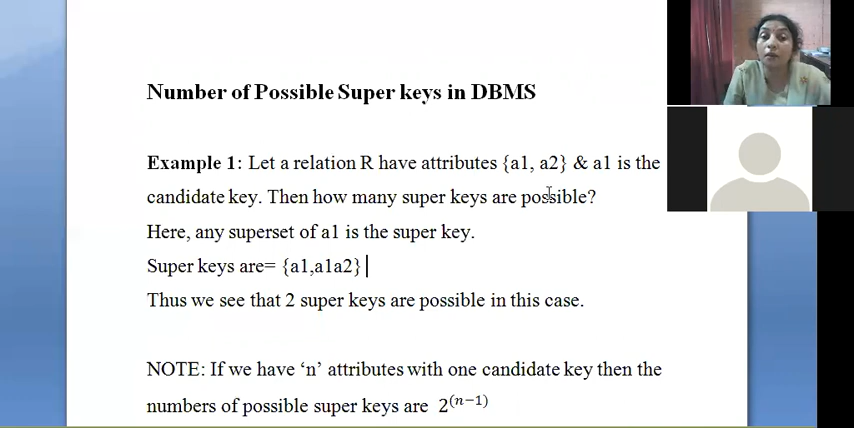 Number of Possible Super keys in DBMS
Example 1: Let a relation R have attributes {a1, a2} & a1 is the
candidate key. Then how many super keys are possible?
Here, any superset of a1 is the super key.
Super keys are= {a1,a1a2}
Thus we see that 2 super keys are possible in this case.
NOTE: If we have ‘n’ attributes with one candidate key then the
numbers of possible super keys are 2^(n−1)